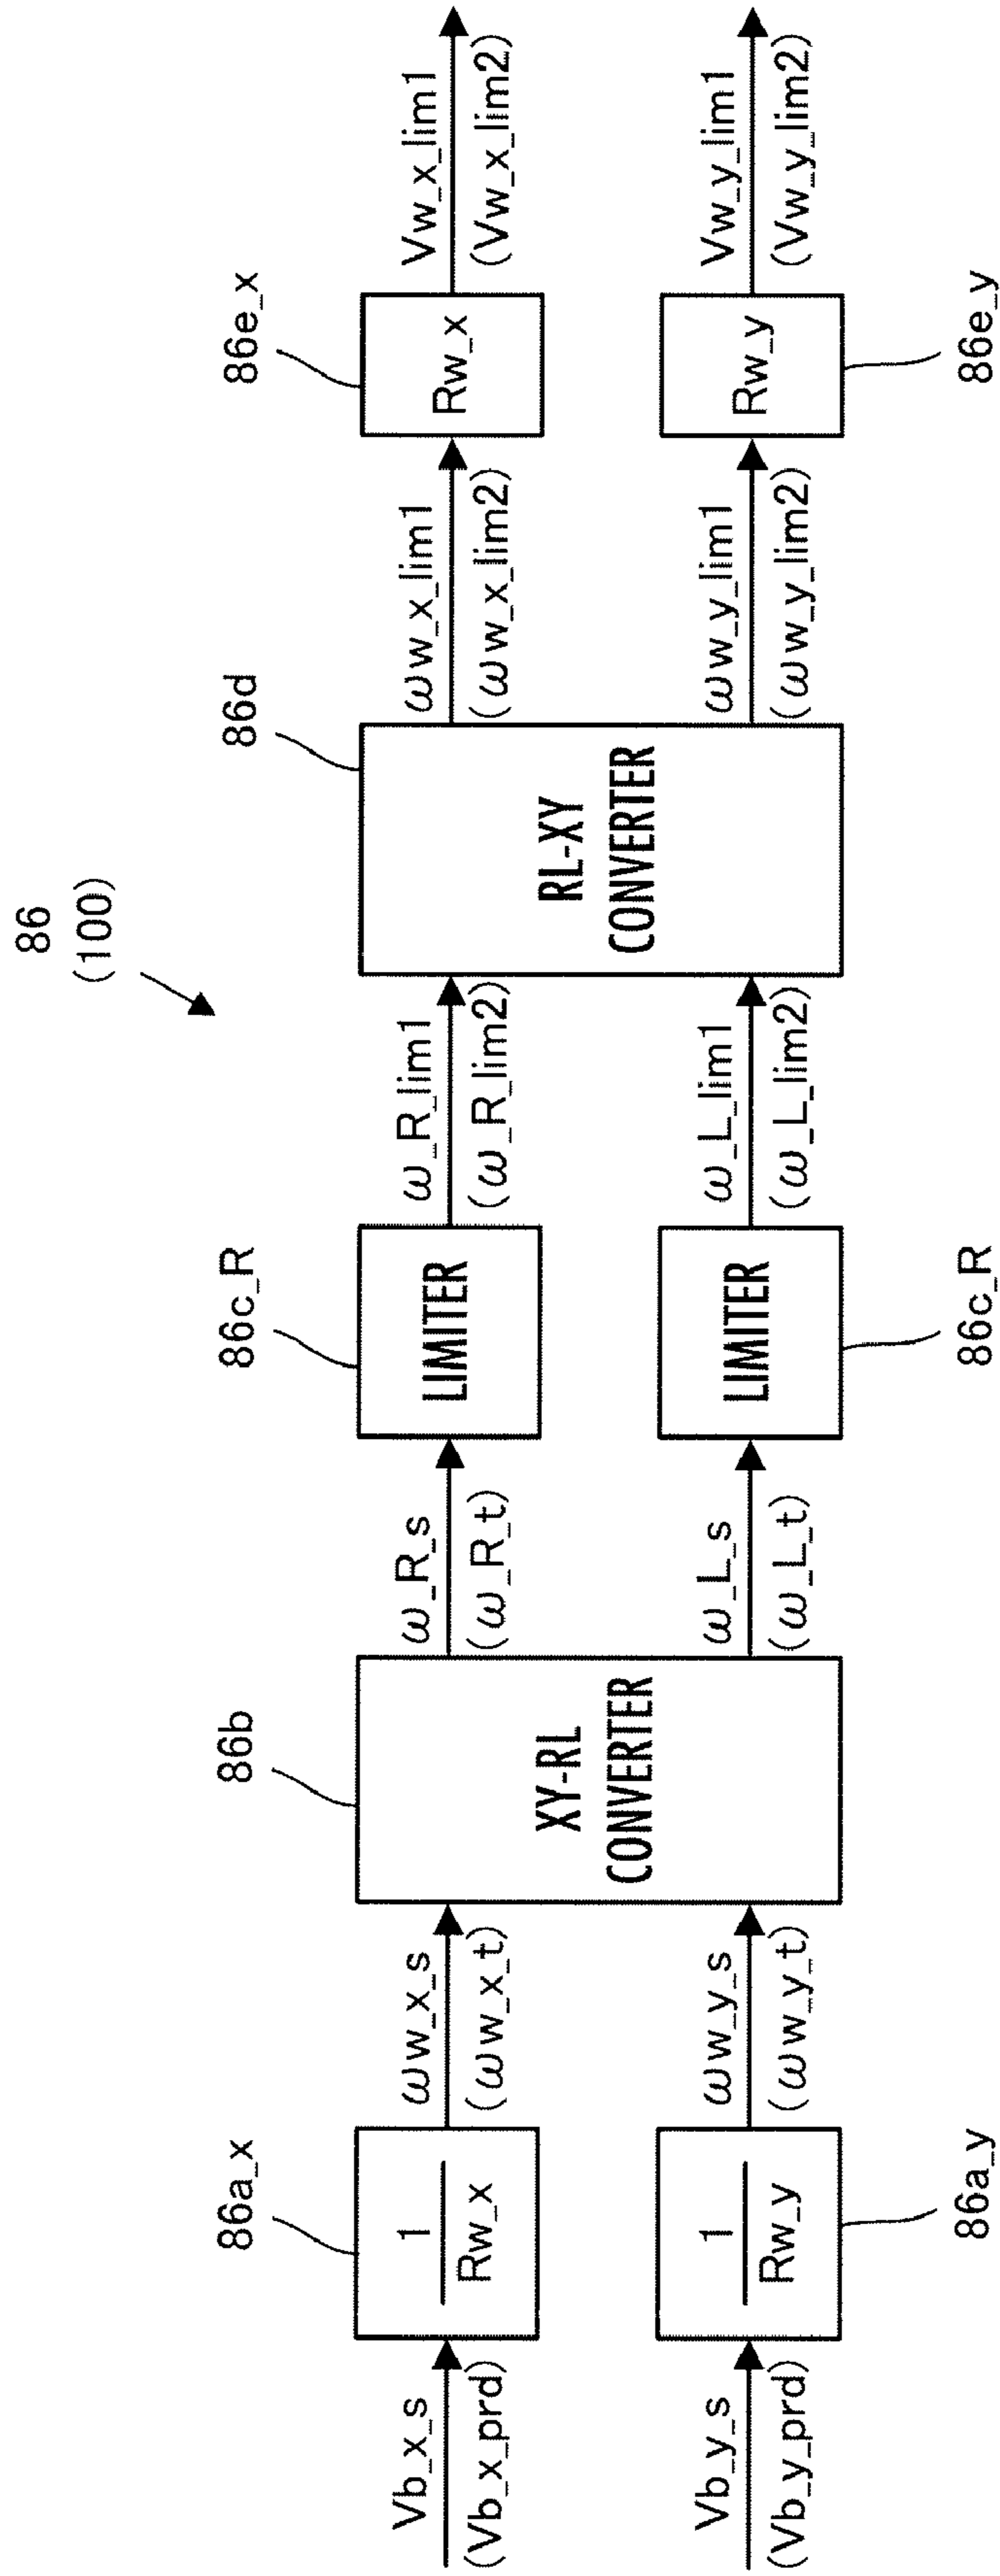 86
(100)
86a_x
86b
86c_R
86d
86e_x
Vb_x_s
(Vb_x_prd)
1
Rw_x
ωw_x_s
(ωw_x_t)
XY-RL
CONVERTER
ω_R_s
(ω_R_t)
LIMITER
ω_R_lim1
(ω_R_lim2)
RL-XY
CONVERTER
ωw_x_lim1
(ωw_x_lim2)
Rw_x
Vw_x_lim1
(Vw_x_lim2)
Vb_y_s
(Vb_y_prd)
1
Rw_y
ωw_y_s
(ωw_y_t)
ω_L_s
(ω_L_t)
LIMITER
ω_L_lim1
(ω_L_lim2)
ωw_y_lim1
(ωw_y_lim2)
Rw_y
Vw_y_lim1
(Vw_y_lim2)
86a_y
86c_R
86e_y